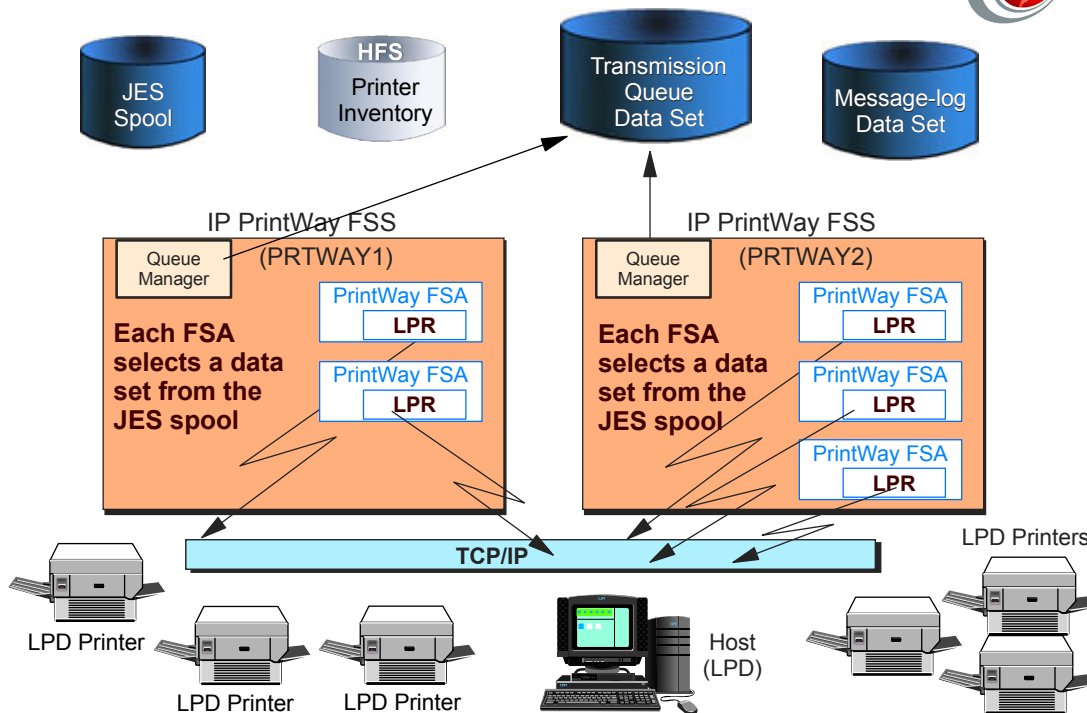 JES
Spool
HFS
Printer
Inventory
Transmission
Queue
Data Set
Message-log
Data Set
IP PrintWay FSS
(PRTWAY1)
Queue
Manager
PrintWay FSA
LPR
PrintWay FSA
LPR
Each FSA
selects a data
set from the
JES spool
IP PrintWay FSS
(PRTWAY2)
Queue
Manager
PrintWay FSA
LPR
PrintWay FSA
LPR
PrintWay FSA
LPR
Each FSA
selects a data
set from the
JES spool
TCP/IP
LPD Printer
LPD Printer
LPD Printer
Host
(LPD)
LPD Printers